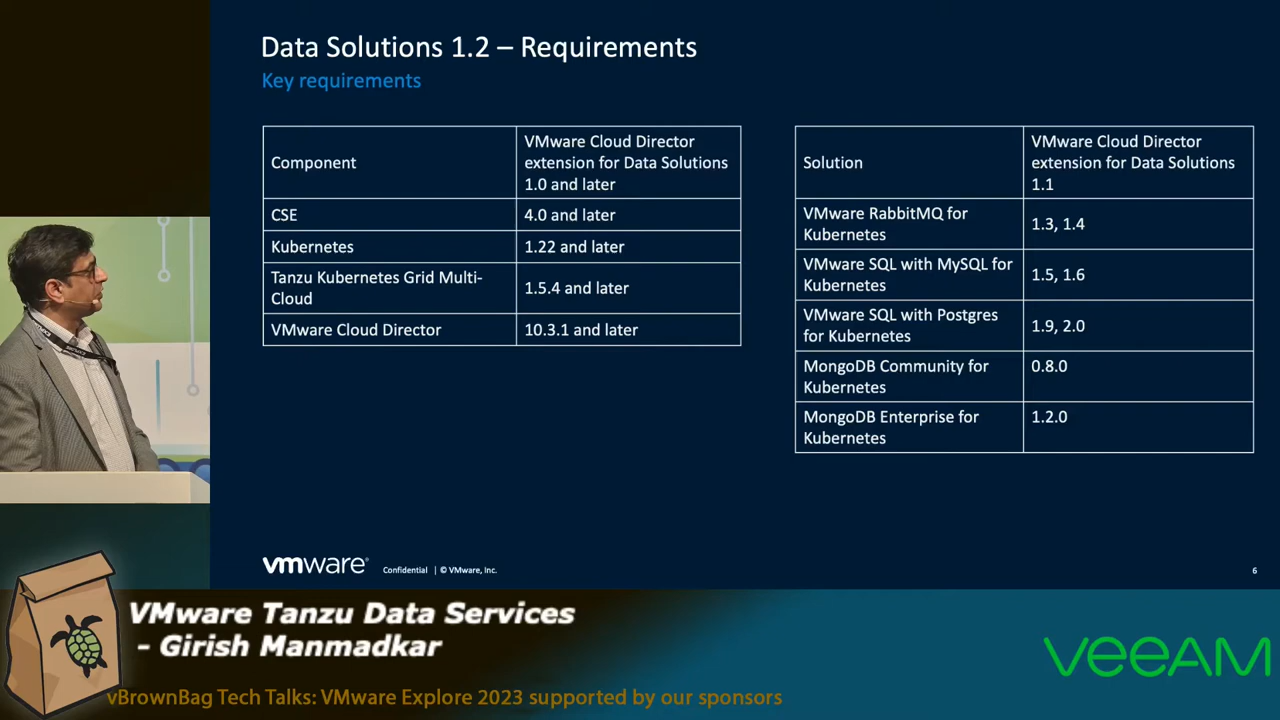 Data Solutions 1.2 – Requirements
Key requirements
Component
VMware Cloud Director
extension for Data Solutions
1.0 and later
CSE
4.0 and later
Kubernetes
1.22 and later
Tanzu Kubernetes Grid Multi-
Cloud
1.5.4 and later
VMware Cloud Director
10.3.1 and later
Solution
VMware Cloud Director
extension for Data Solutions
1.1
VMware RabbitMQ for
Kubernetes
1.3, 1.4
VMware SQL with MySQL for
Kubernetes
1.5, 1.6
VMware SQL with Postgres
for Kubernetes
1.9, 2.0
MongoDB Community for
Kubernetes
0.8.0
MongoDB Enterprise for
Kubernetes
1.2.0
vmware®
Confidential | © VMware, Inc.
6
VMware Tanzu Data Services
- Girish Manmadkar
veeAM
vBrownBag Tech Talks: VMware Explore 2023 supported by our sponsors